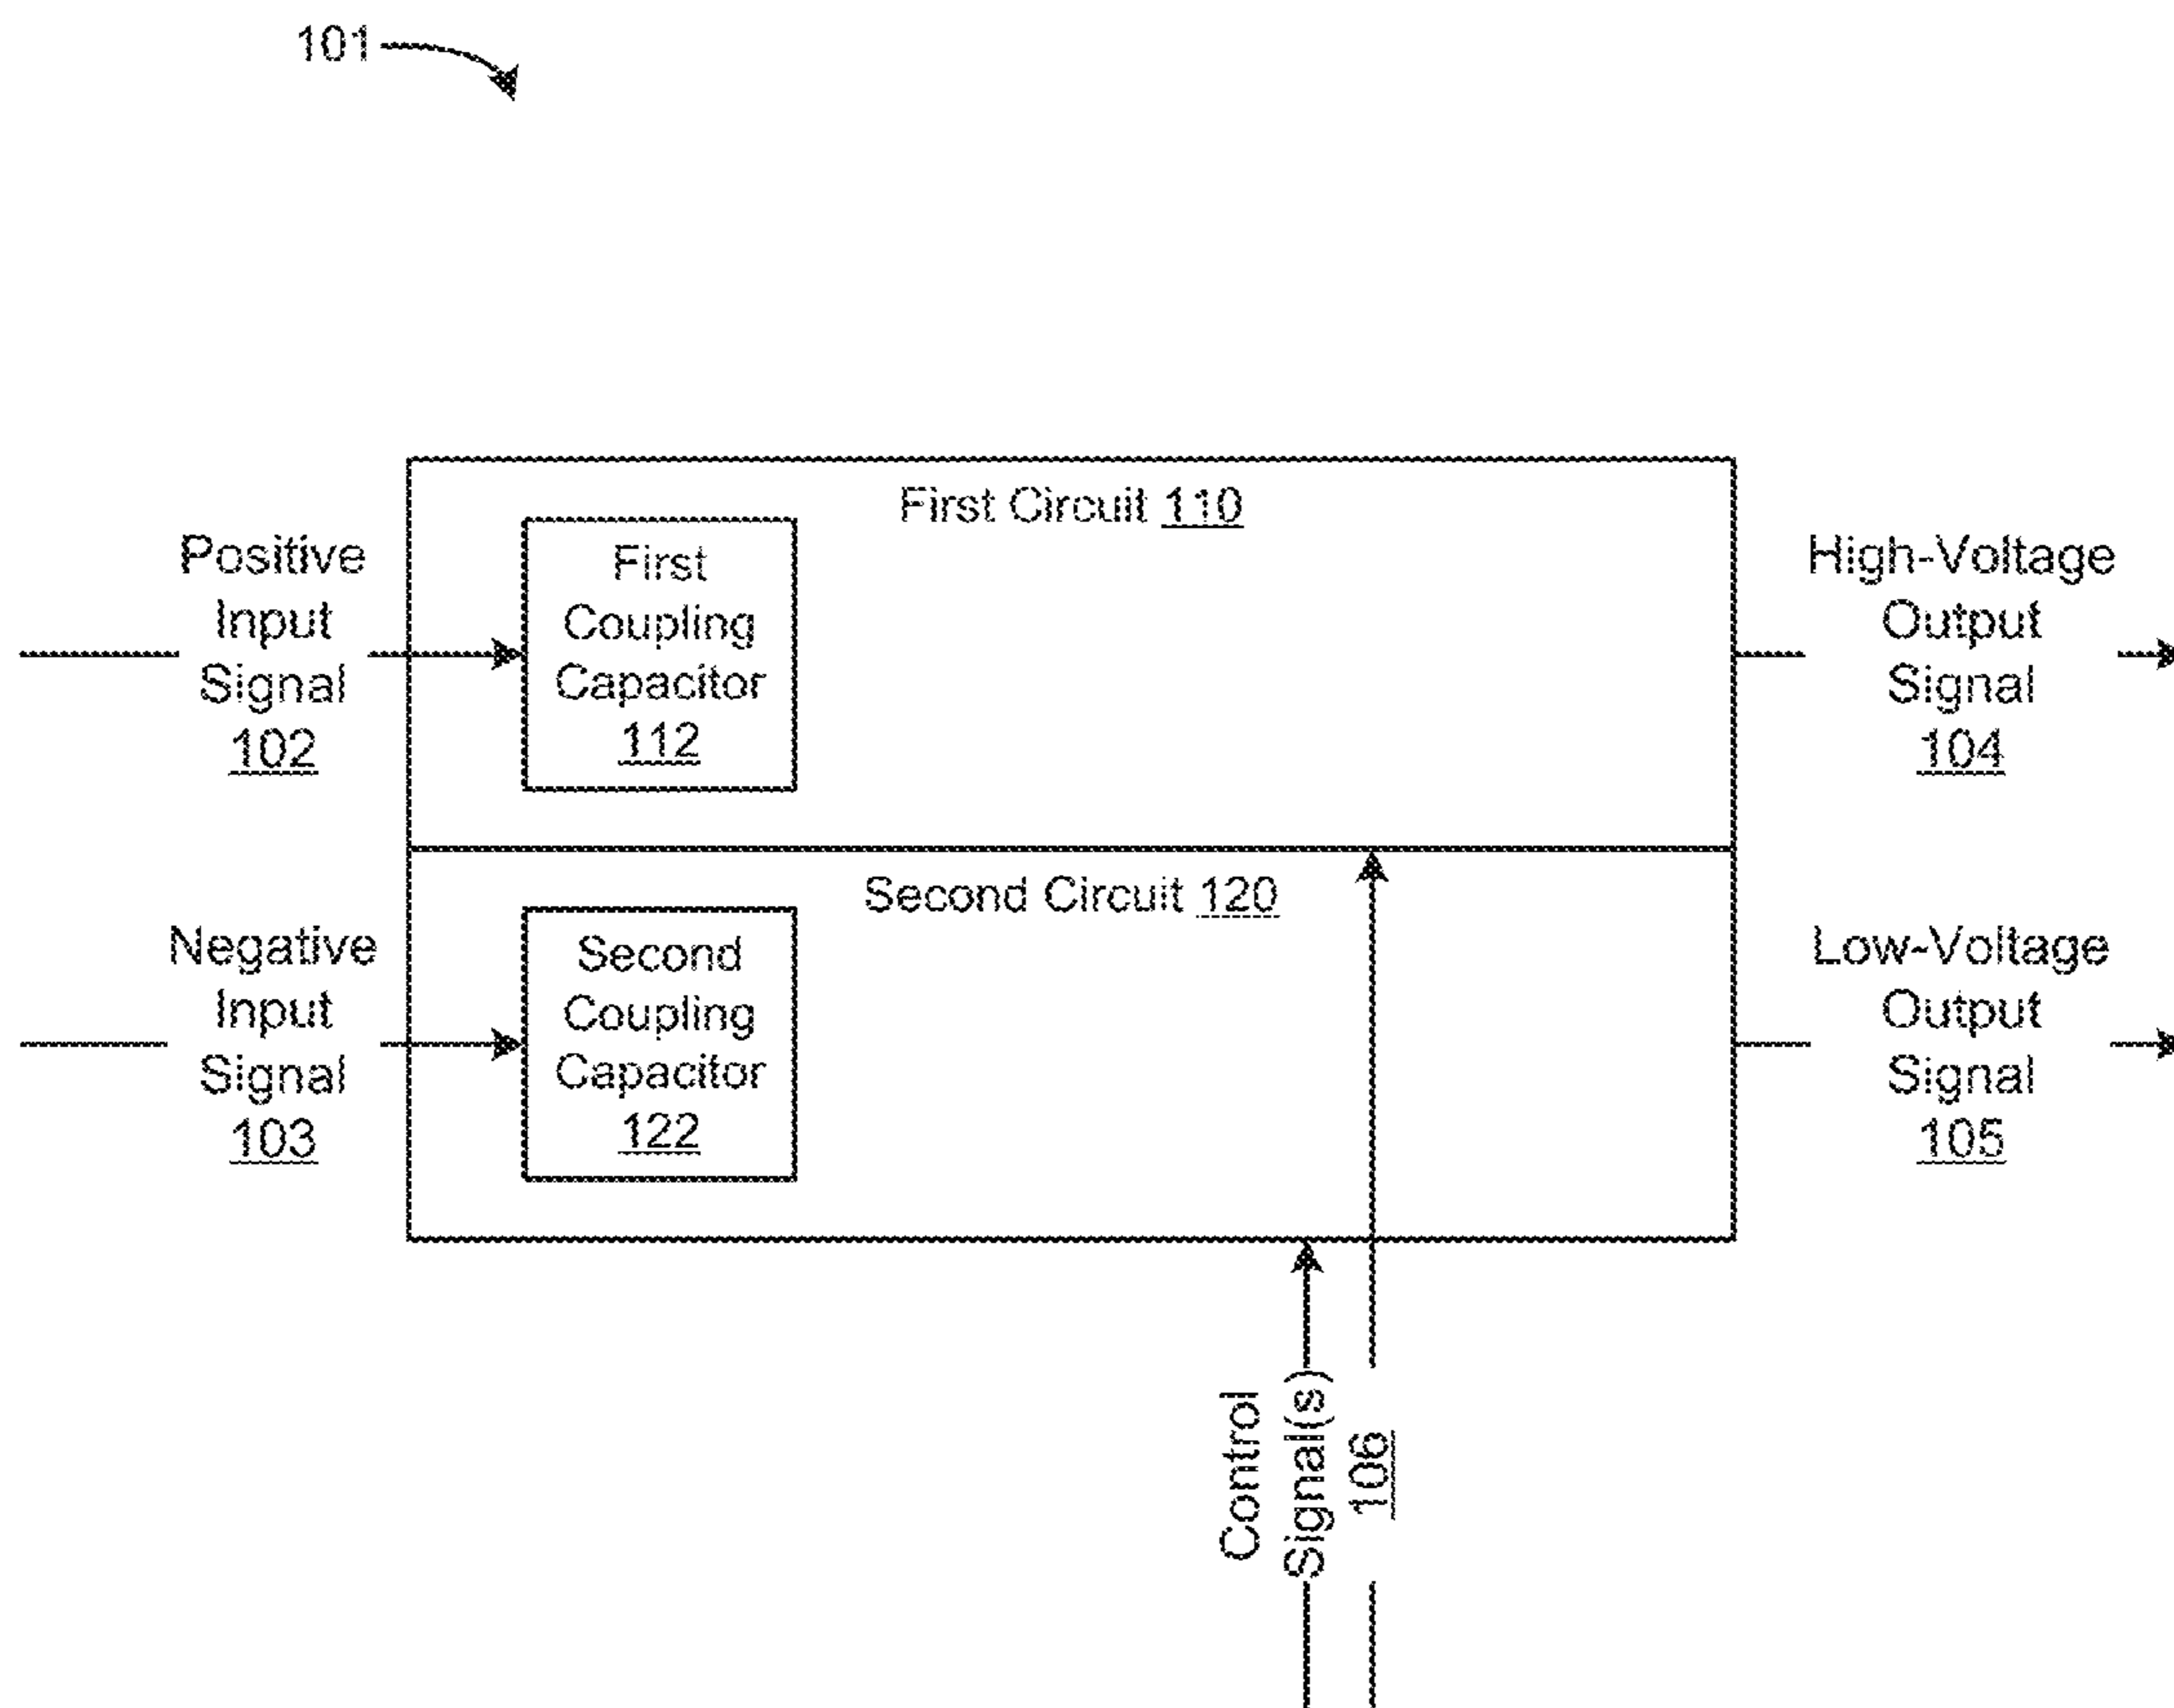 101
First Circuit 110
Positive
Input
Signal
102
First
Coupling
Capacitor
112
High-Voltage
Output
Signal
104
Second Circuit 120
Negative
Input
Signal
103
Second
Coupling
Capacitor
122
Low-Voltage
Output
Signal
105
Control
Signal(s)
106